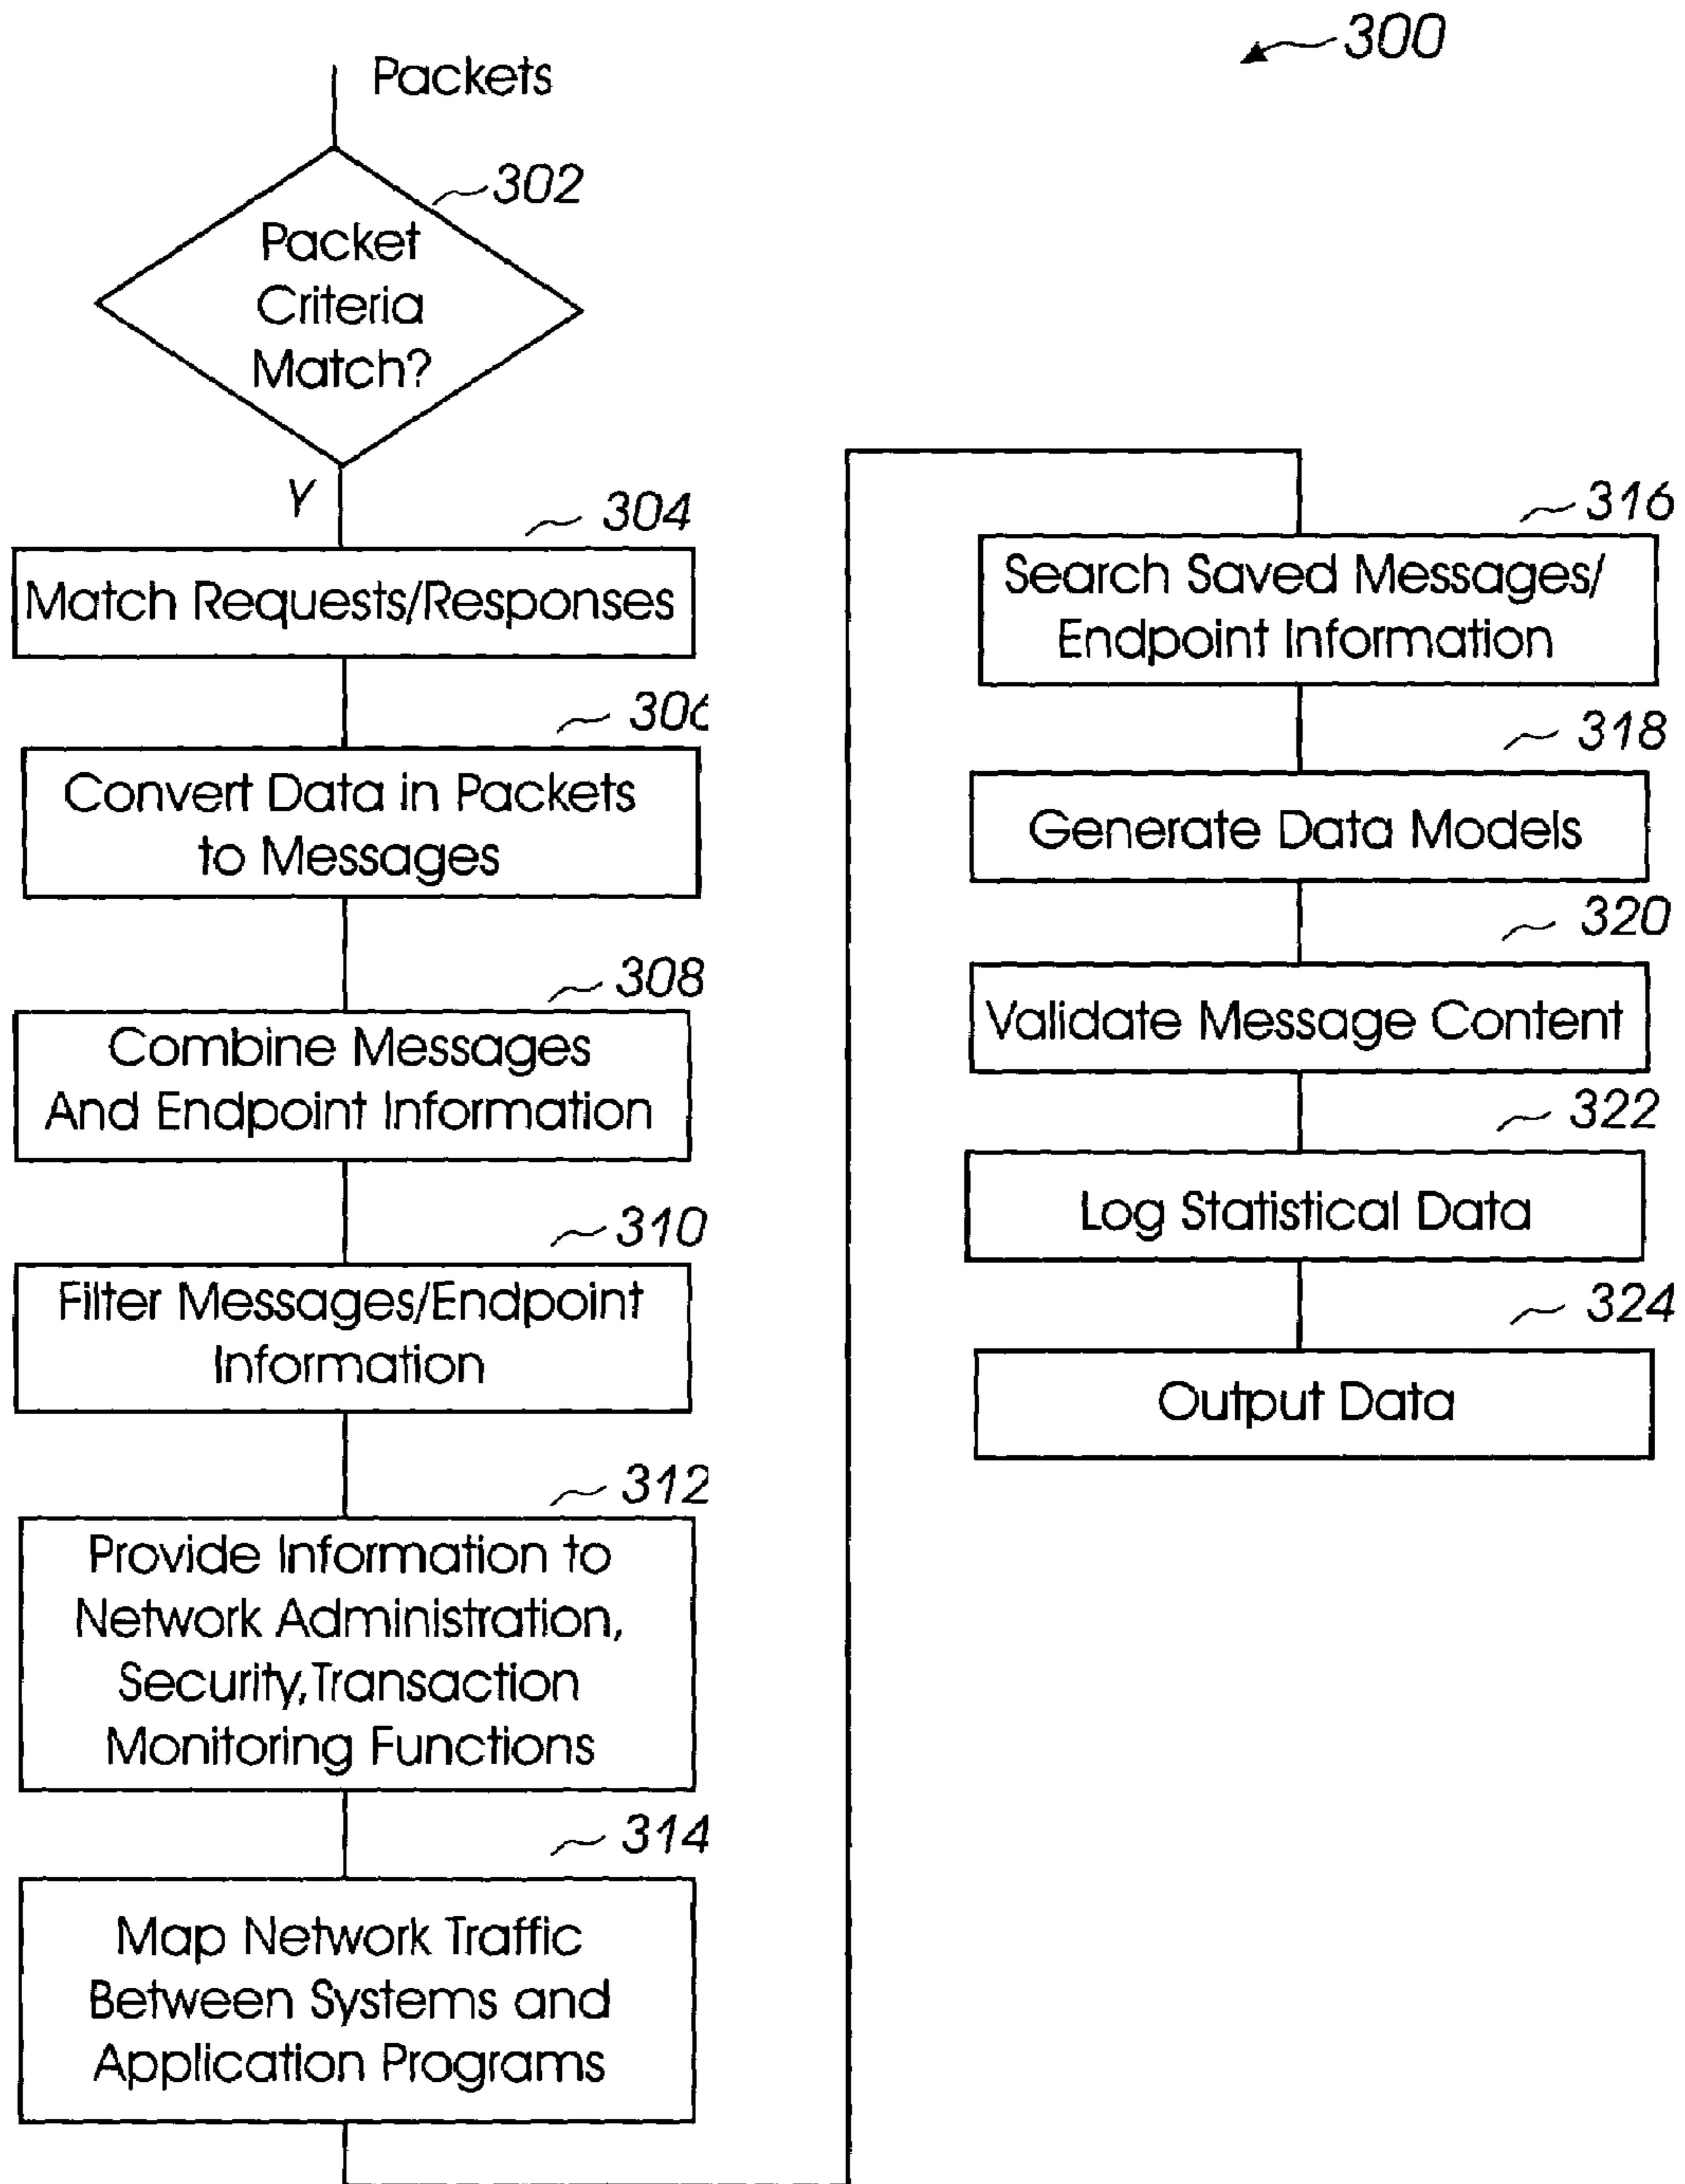 300
Packets
302
Packet
Criteria
Match?
Y
304
Match Requests/Responses
306
Convert Data in Packets
to Messages
308
Combine Messages
And Endpoint Information
310
Filter Messages/Endpoint
Information
312
Provide Information to
Network Administration,
Security,Transaction
Monitoring Functions
314
Map Network Traffic
Between Systems and
Application Programs
316
Search Saved Messages/
Endpoint Information
318
Generate Data Models
320
Validate Message Content
322
Log Statistical Data
324
Output Data